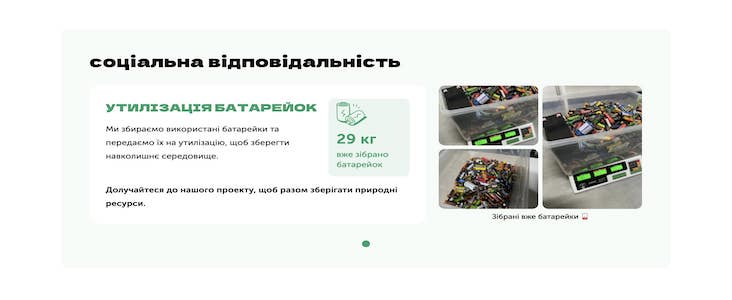 соціальна відповідальність
УТИЛІЗАЦІЯ БАТАРЕЙОК
Ми збираємо використані батарейки та
передаємо їх на утилізацію, щоб зберегти
навколишнє середовище.
Долучайтеся до нашого проекту, щоб разом зберігати природні
ресурси.
29 кг
вже зібрано
батарейок
Зібрані вже батарейки 🪫